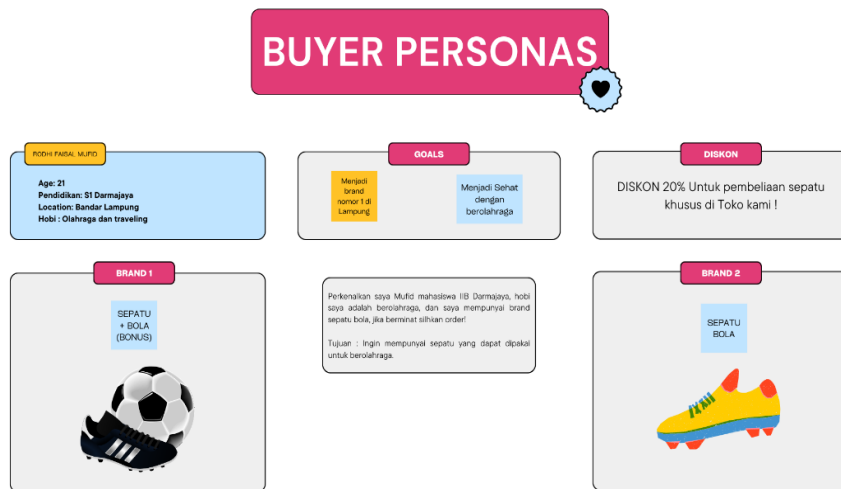 BUYER PERSONAS
RODHI FAISAL MUFID
Age: 21
Pendidikan: S1 Darmajaya
Location: Bandar Lampung
Hobi : Olahraga dan traveling
GOALS
Menjadi
brand
nomor 1 di
Lampung
Menjadi Sehat
dengan
berolahraga
DISKON
DISKON 20% Untuk pembeliaan sepatu
khusus di Toko kami !
BRAND 1
SEPATU
+ BOLA
(BONUS)
Perkenalkan saya Mufid mahasiswa IIB Darmajaya, hobi
saya adalah berolahraga, dan saya mempunyai brand
sepatu bola, jika berminat silhkan order!
Tujuan : Ingin mempunyai sepatu yang dapat dipakai
untuk berolahraga.
BRAND 2
SEPATU
BOLA